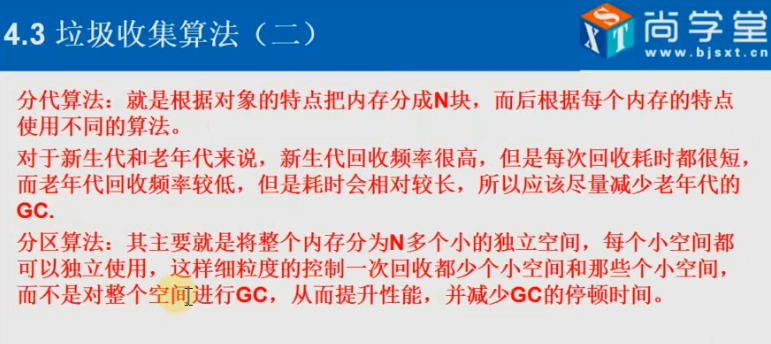 4.3 垃圾收集算法（二）
XST 尚学堂
www.bjsxt.cn
分代算法：就是根据对象的特点把内存分成N块，而后根据每个内存的特点
使用不同的算法。
对于新生代和老年代来说，新生代回收频率很高，但是每次回收耗时都很短，
而老年代回收频率较低，但是耗时会相对较长，所以应该尽量减少老年代的
GC.
分区算法：其主要就是将整个内存分为N多个小的独立空间，每个小空间都
可以独立使用，这样细粒度的控制一次回收都少个小空间和那些个小空间，
而不是对整个空间进行GC，从而提升性能，并减少GC的停顿时间。